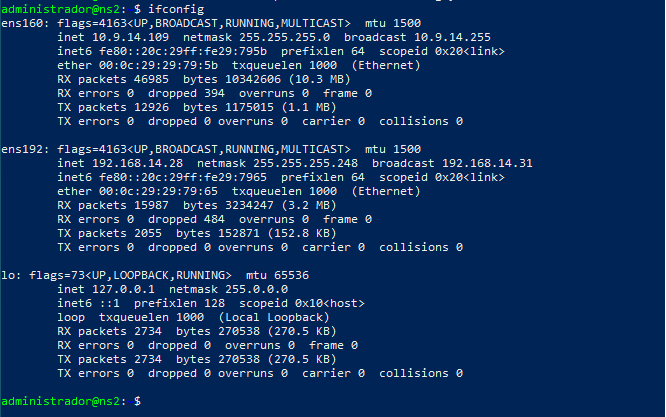 administrador@ns2: $ ifconfig
ens160: flags=4163<UP,BROADCAST,RUNNING,MULTICAST>  mtu 1500
        inet 10.9.14.109  netmask 255.255.255.0  broadcast 10.9.14.255
        inet6 fe80::20c:29ff:fe29:795b  prefixlen 64  scopeid 0x20<link>
        ether 00:0c:29:29:79:5b  txqueuelen 1000  (Ethernet)
        RX packets 46985  bytes 10342606 (10.3 MB)
        RX errors 0  dropped 394  overruns 0  frame 0
        TX packets 12926  bytes 1175015 (1.1 MB)
        TX errors 0  dropped 0 overruns 0  carrier 0  collisions 0

ens192: flags=4163<UP,BROADCAST,RUNNING,MULTICAST>  mtu 1500
        inet 192.168.14.28  netmask 255.255.255.248  broadcast 192.168.14.31
        inet6 fe80::20c:29ff:fe29:7965  prefixlen 64  scopeid 0x20<link>
        ether 00:0c:29:29:79:65  txqueuelen 1000  (Ethernet)
        RX packets 15987  bytes 3234247 (3.2 MB)
        RX errors 0  dropped 484  overruns 0  frame 0
        TX packets 2055  bytes 152871 (152.8 KB)
        TX errors 0  dropped 0 overruns 0  carrier 0  collisions 0

lo: flags=73<UP,LOOPBACK,RUNNING>  mtu 65536
        inet 127.0.0.1  netmask 255.0.0.0
        inet6 ::1  prefixlen 128  scopeid 0x10<host>
        loop  txqueuelen 1000  (Local Loopback)
        RX packets 2734  bytes 270538 (270.5 KB)
        RX errors 0  dropped 0  overruns 0  frame 0
        TX packets 2734  bytes 270538 (270.5 KB)
        TX errors 0  dropped 0 overruns 0  carrier 0  collisions 0

administrador@ns2: $